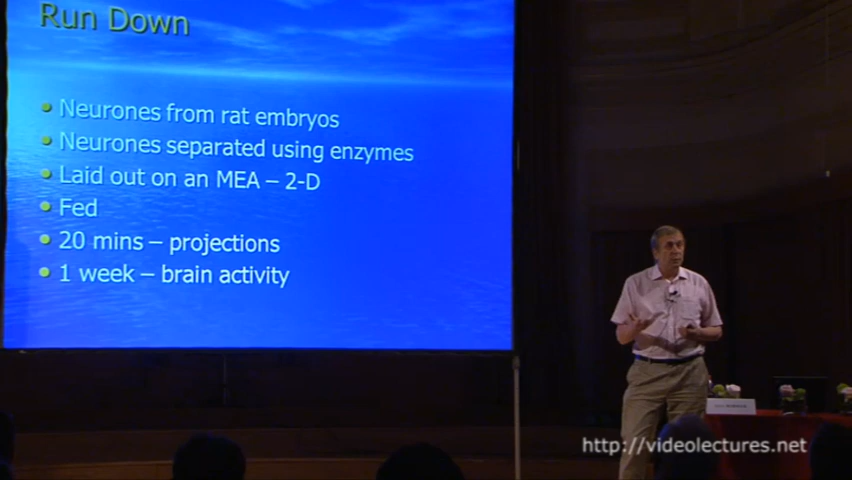 Run Down
• Neurones from rat embryos
• Neurones separated using enzymes
• Laid out on an MEA – 2-D
• Fed
• 20 mins – projections
• 1 week – brain activity
http://videolectures.net